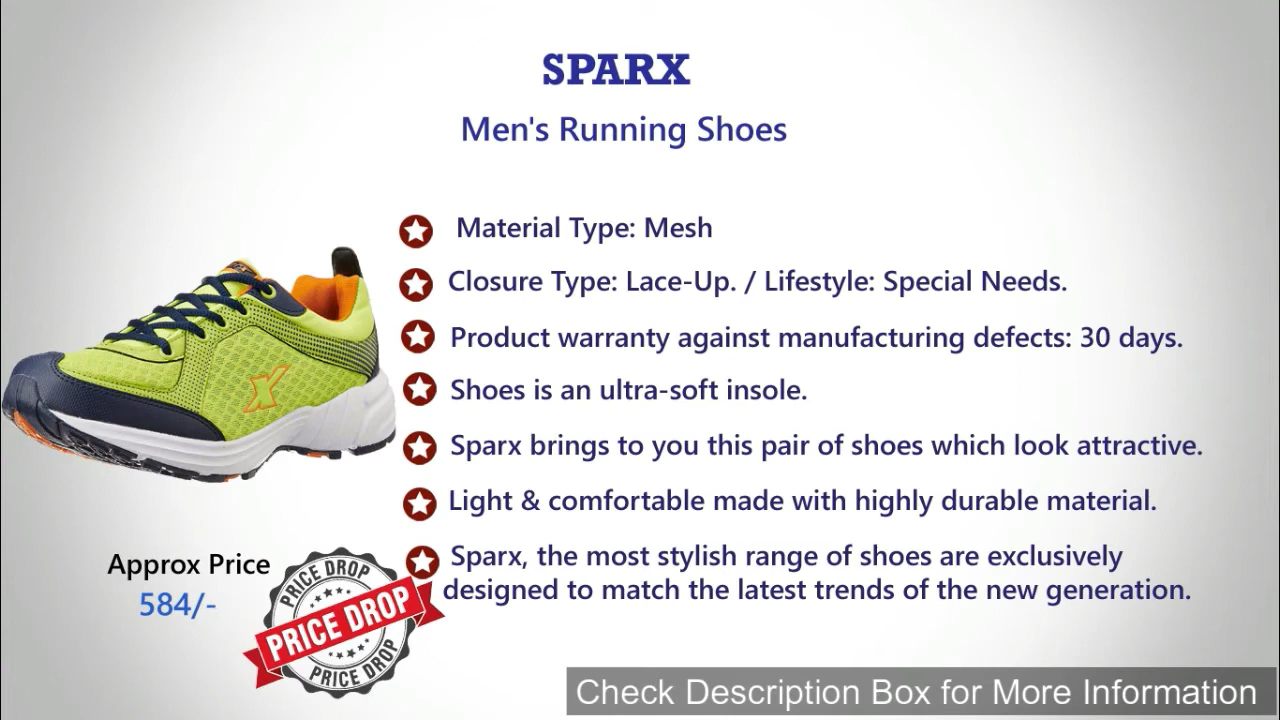 SPARX
Men's Running Shoes
Material Type: Mesh
Closure Type: Lace-Up. / Lifestyle: Special Needs.
Product warranty against manufacturing defects: 30 days.
Shoes is an ultra-soft insole.
Sparx brings to you this pair of shoes which look attractive.
Light & comfortable made with highly durable material.
Sparx, the most stylish range of shoes are exclusively
designed to match the latest trends of the new generation.
Approx Price
584/-
PRICE DROP
PRICE DROP
PRICE DROP
Check Description Box for More Information